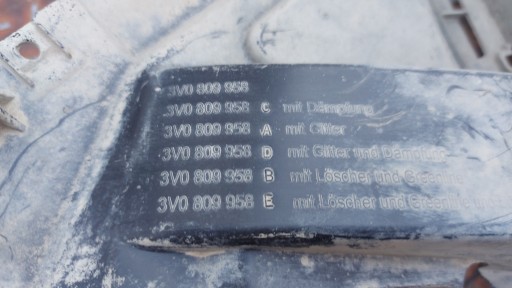 3V0 809 958
3V0 809 958 C mit Dämpfung
3V0 809 958 A mit Gitter
3V0 809 958 D mit Gitter und
3V0 809 958 B mit Löscher und
3V0 809 958 E mit Löscher und